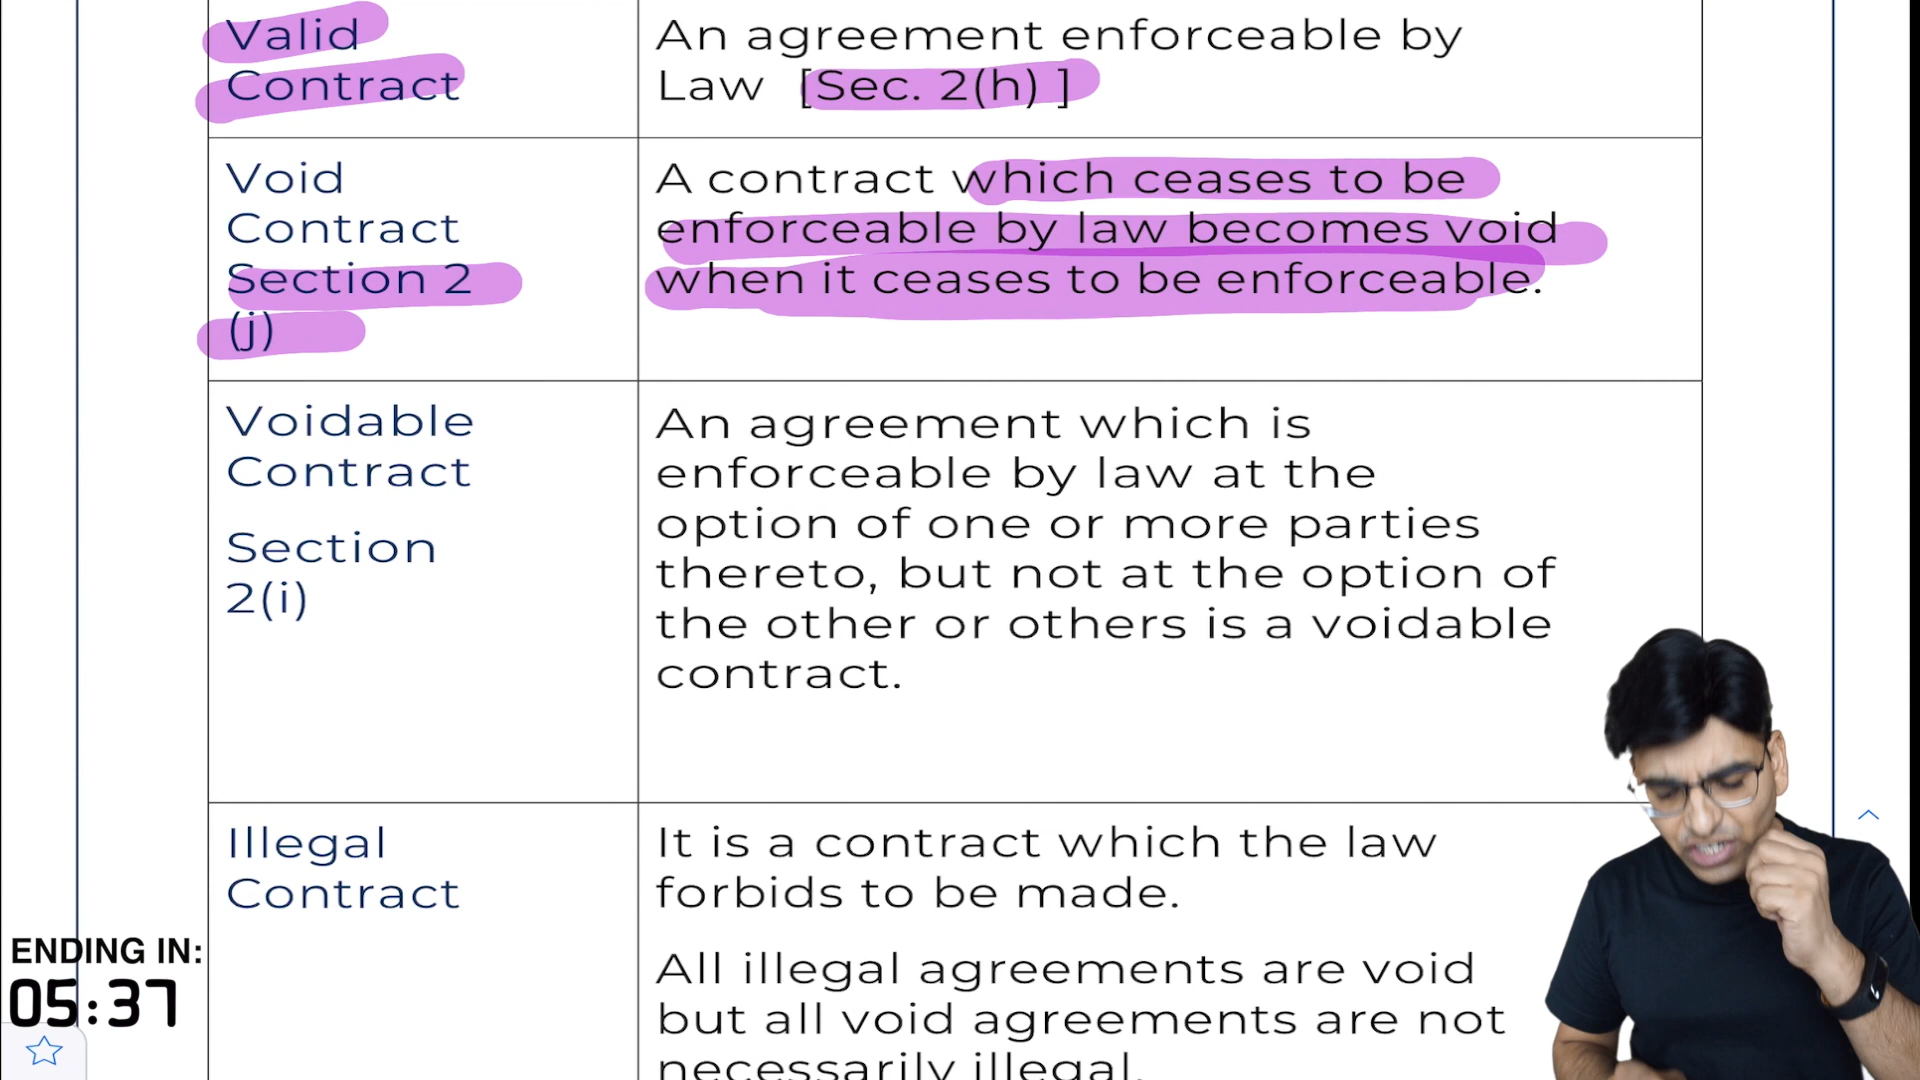 Valid
Contract
An agreement enforceable by
Law [Sec. 2(h) ]
Void
Contract
Section 2
(j)
A contract which ceases to be
enforceable by law becomes void
when it ceases to be enforceable.
Voidable
Contract
Section
2(i)
An agreement which is
enforceable by law at the
option of one or more parties
thereto, but not at the option of
the other or others is a voidable
contract.
Illegal
Contract
It is a contract which the law
forbids to be made.
All illegal agreements are void
but all void agreements are not
necessarily illegal.
ENDING IN:
05:37